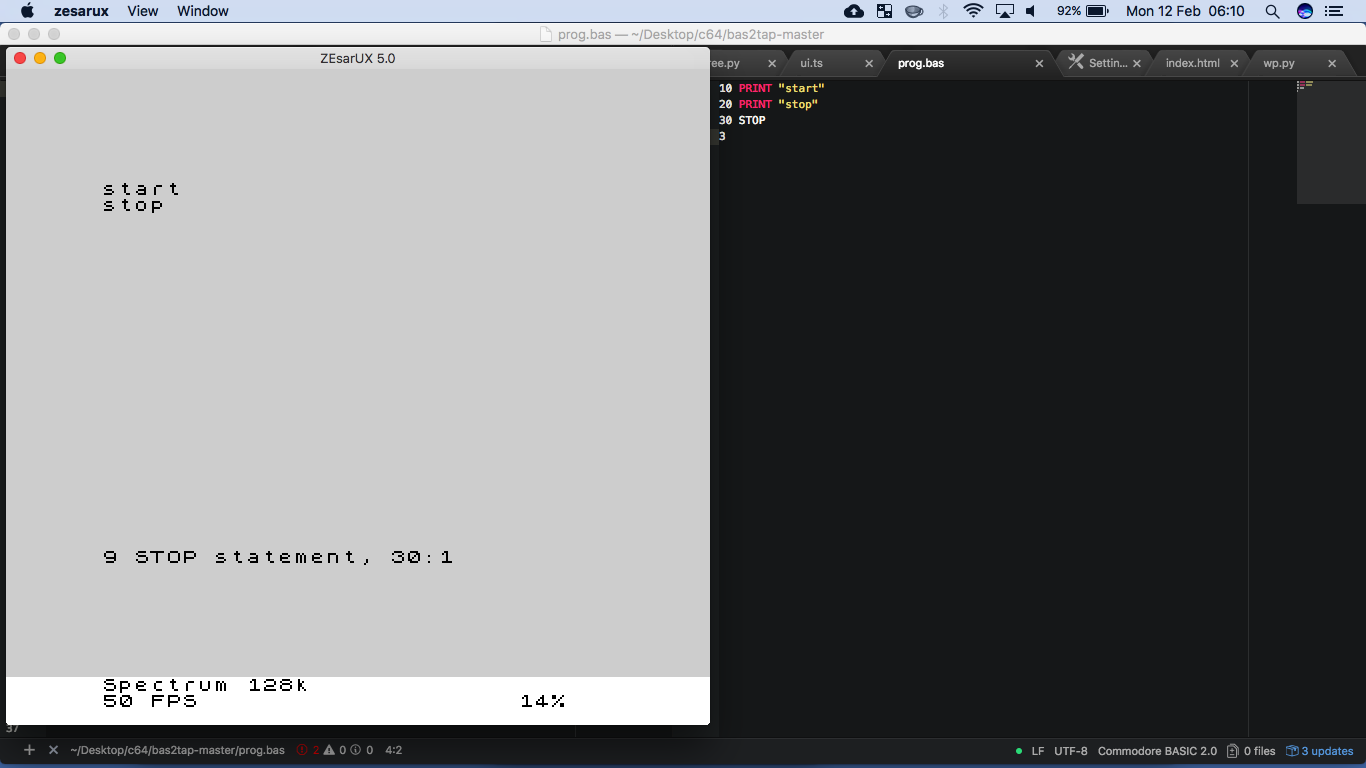 zesarux View Window 92% Mon 12 Feb 06:10
prog.bas — ~/Desktop/c64/bas2tap-master
ZEsarUX 5.0
ree.py ui.ts prog.bas Settin... index.html wp.py
start
stop
9 STOP statement, 30:1
Spectrum 128k
50 FPS 14%
10 PRINT "start"
20 PRINT "stop"
30 STOP
3
37
~/Desktop/c64/bas2tap-master/prog.bas 2 0 0 4:2 LF UTF-8 Commodore BASIC 2.0 0 files 3 updates